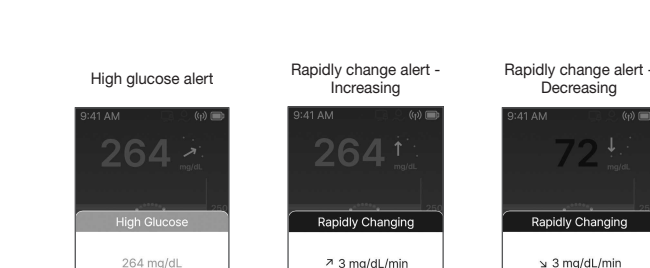 High glucose alert
Rapidly change alert -
Increasing
Rapidly change alert -
Decreasing
9:41 AM
264
mg/dL
250
High Glucose
264 mg/dL
9:41 AM
264
mg/dL
250
Rapidly Changing
↗ 3 mg/dL/min
9:41 AM
72
mg/dL
Rapidly Changing
↘ 3 mg/dL/min